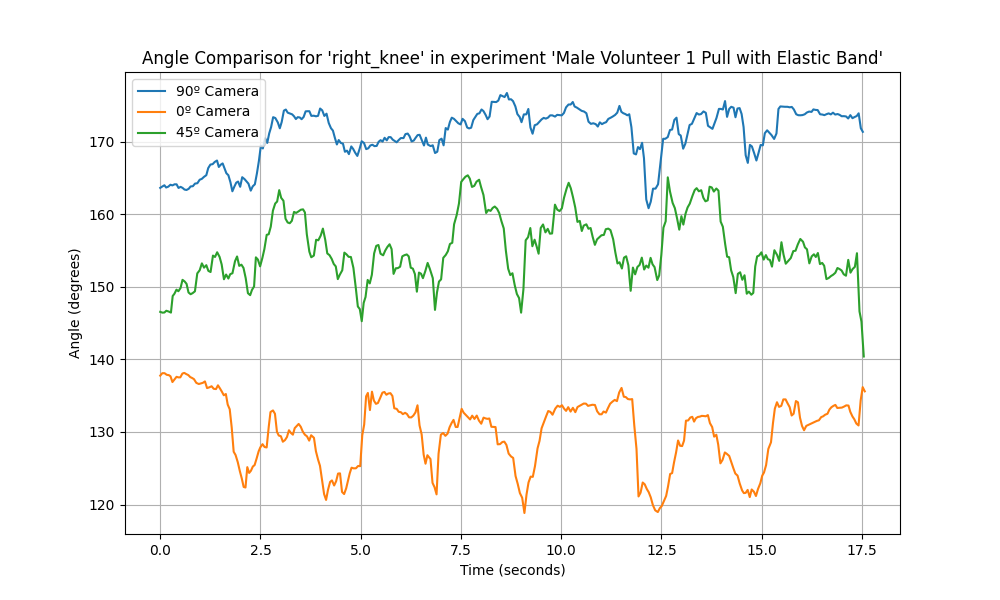 Angle Comparison for 'right_knee' in experiment 'Male Volunteer 1 Pull with Elastic Band'
90º Camera
0º Camera
45º Camera
Angle (degrees)
170
160
150
140
130
120
0.0 2.5 5.0 7.5 10.0 12.5 15.0 17.5
Time (seconds)